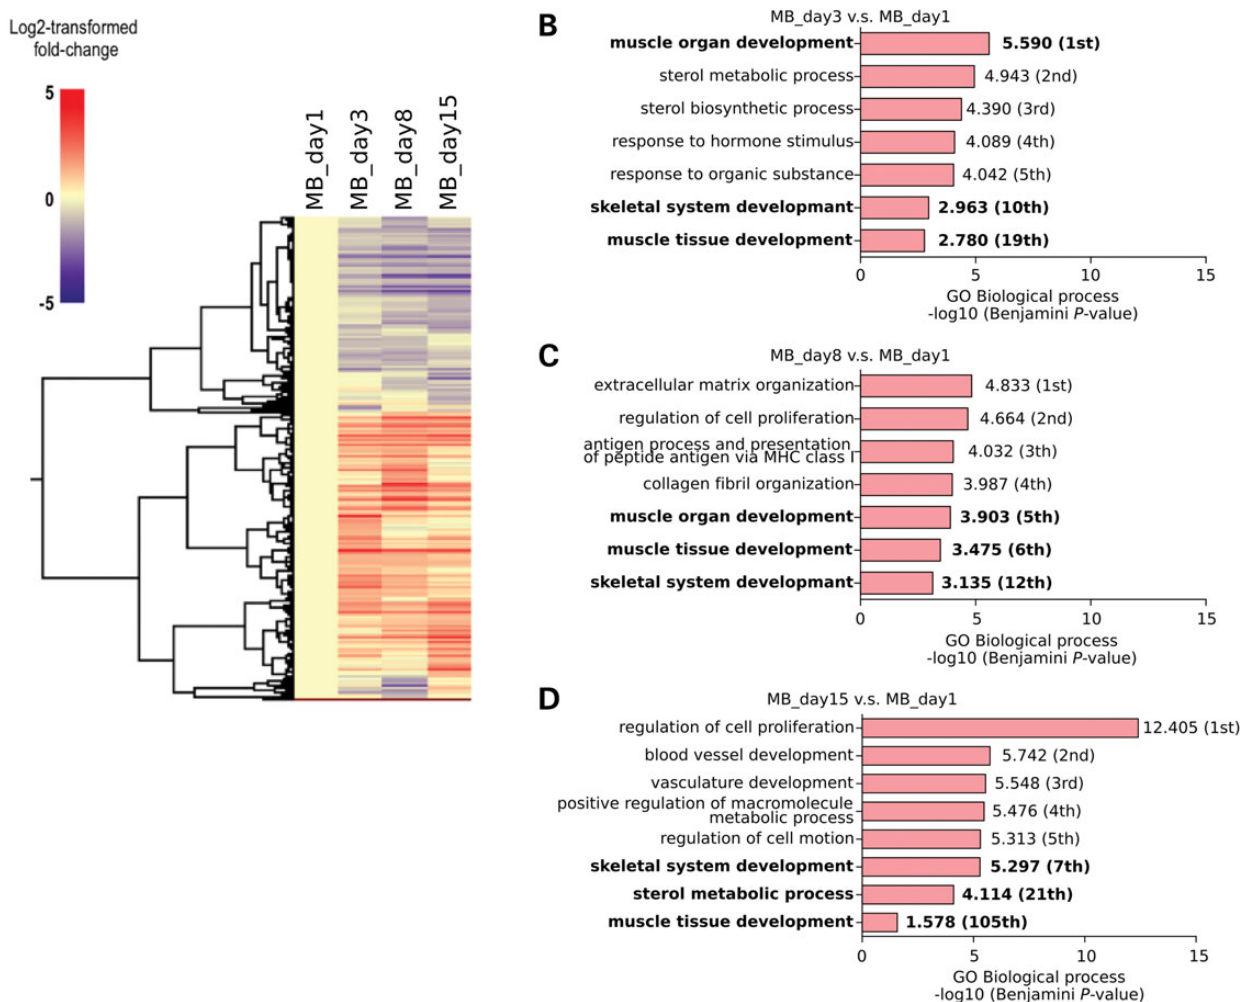 Log2-transformed
fold-change
5
0
-5
MB_day1
MB_day3
MB_day8
MB_day15
B
MB_day3 v.s. MB_day1
muscle organ development
5.590 (1st)
sterol metabolic process
4.943 (2nd)
sterol biosynthetic process
4.390 (3rd)
response to hormone stimulus
4.089 (4th)
response to organic substance
4.042 (5th)
skeletal system developmant
2.963 (10th)
muscle tissue development
2.780 (19th)
0
5
10
15
GO Biological process
-log10 (Benjamini P-value)
C
MB_day8 v.s. MB_day1
extracellular matrix organization
4.833 (1st)
regulation of cell proliferation
4.664 (2nd)
antigen process and presentation
of peptide antigen via MHC class I
4.032 (3th)
collagen fibril organization
3.987 (4th)
muscle organ development
3.903 (5th)
muscle tissue development
3.475 (6th)
skeletal system developmant
3.135 (12th)
0
5
10
15
GO Biological process
-log10 (Benjamini P-value)
D
MB_day15 v.s. MB_day1
regulation of cell proliferation
12.405 (1st)
blood vessel development
5.742 (2nd)
vasculature development
5.548 (3rd)
positive regulation of macromolecule
metabolic process
5.476 (4th)
regulation of cell motion
5.313 (5th)
skeletal system development
5.297 (7th)
sterol metabolic process
4.114 (21th)
muscle tissue development
1.578 (105th)
0
5
10
15
GO Biological process
-log10 (Benjamini P-value)